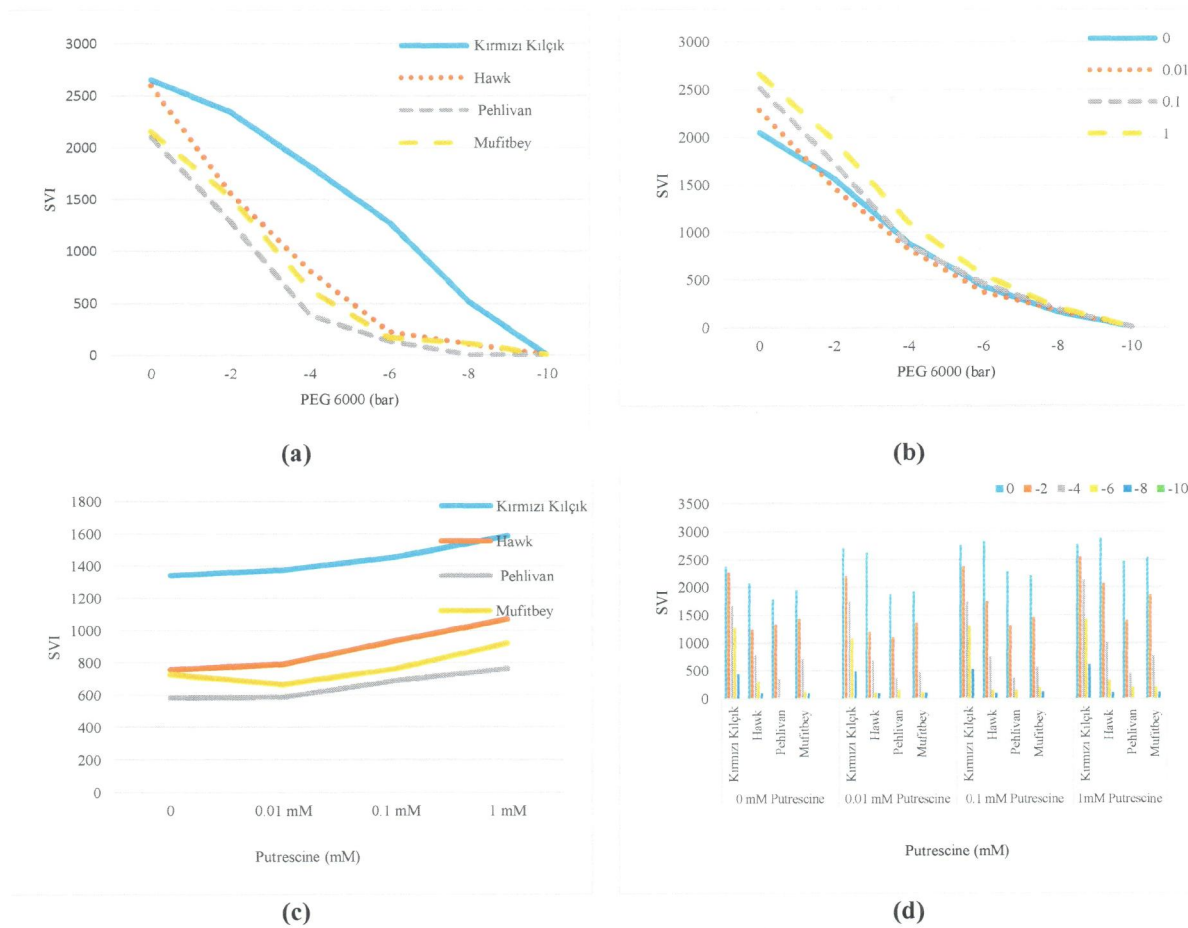 3000
2500
2000
1500
1000
500
0
SVI
0 -2 -4 -6 -8 -10
PEG 6000 (bar)
Kırmızı Kılçık
Hawk
Pehlivan
Mufitbey
(a)
3000
2500
2000
1500
1000
500
0
SVI
0 -2 -4 -6 -8 -10
PEG 6000 (bar)
0
0.01
0.1
1
(b)
1800
1600
1400
1200
1000
800
600
400
200
0
SVI
0 0.01 mM 0.1 mM 1 mM
Putrescine (mM)
Kırmızı Kılçık
Hawk
Pehlivan
Mufitbey
(c)
0 -2 -4 -6 -8 -10
3500
3000
2500
2000
1500
1000
500
0
SVI
Kırmızı Kılçık
Hawk
Pehlivan
Mufitbey
Kırmızı Kılçık
Hawk
Pehlivan
Mufitbey
Kırmızı Kılçık
Hawk
Pehlivan
Mufitbey
Kırmızı Kılçık
Hawk
Pehlivan
Mufitbey
0 mM Putrescine 0.01 mM Putrescine 0.1 mM Putrescine 1mM Putrescine
Putrescine (mM)
(d)